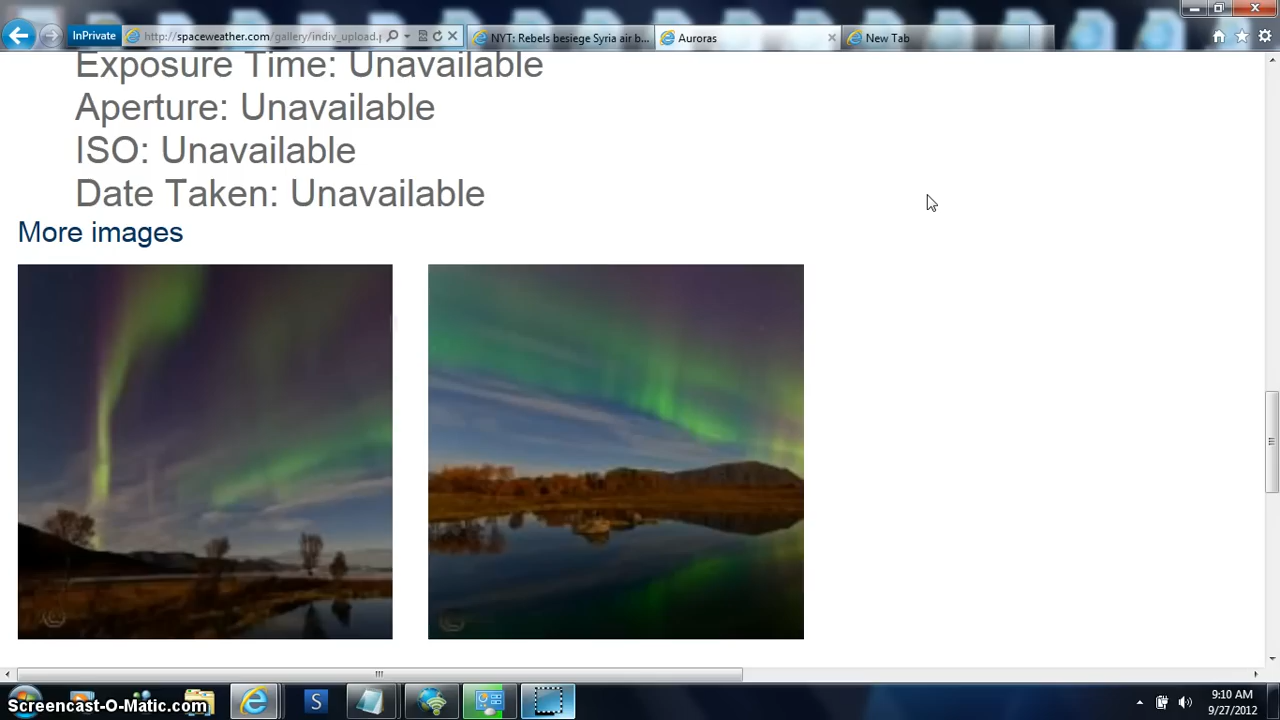 InPrivate
http://spaceweather.com/gallery/indiv_upload.p
NYT: Rebels besiege Syria air b...
Auroras
New Tab
Exposure Time: Unavailable
Aperture: Unavailable
ISO: Unavailable
Date Taken: Unavailable
More images
S
Screencast-O-Matic.com
9:10 AM
9/27/2012